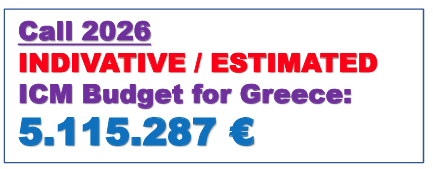 Call 2026
INDIVATIVE / ESTIMATED
ICM Budget for Greece:
5.115.287 €